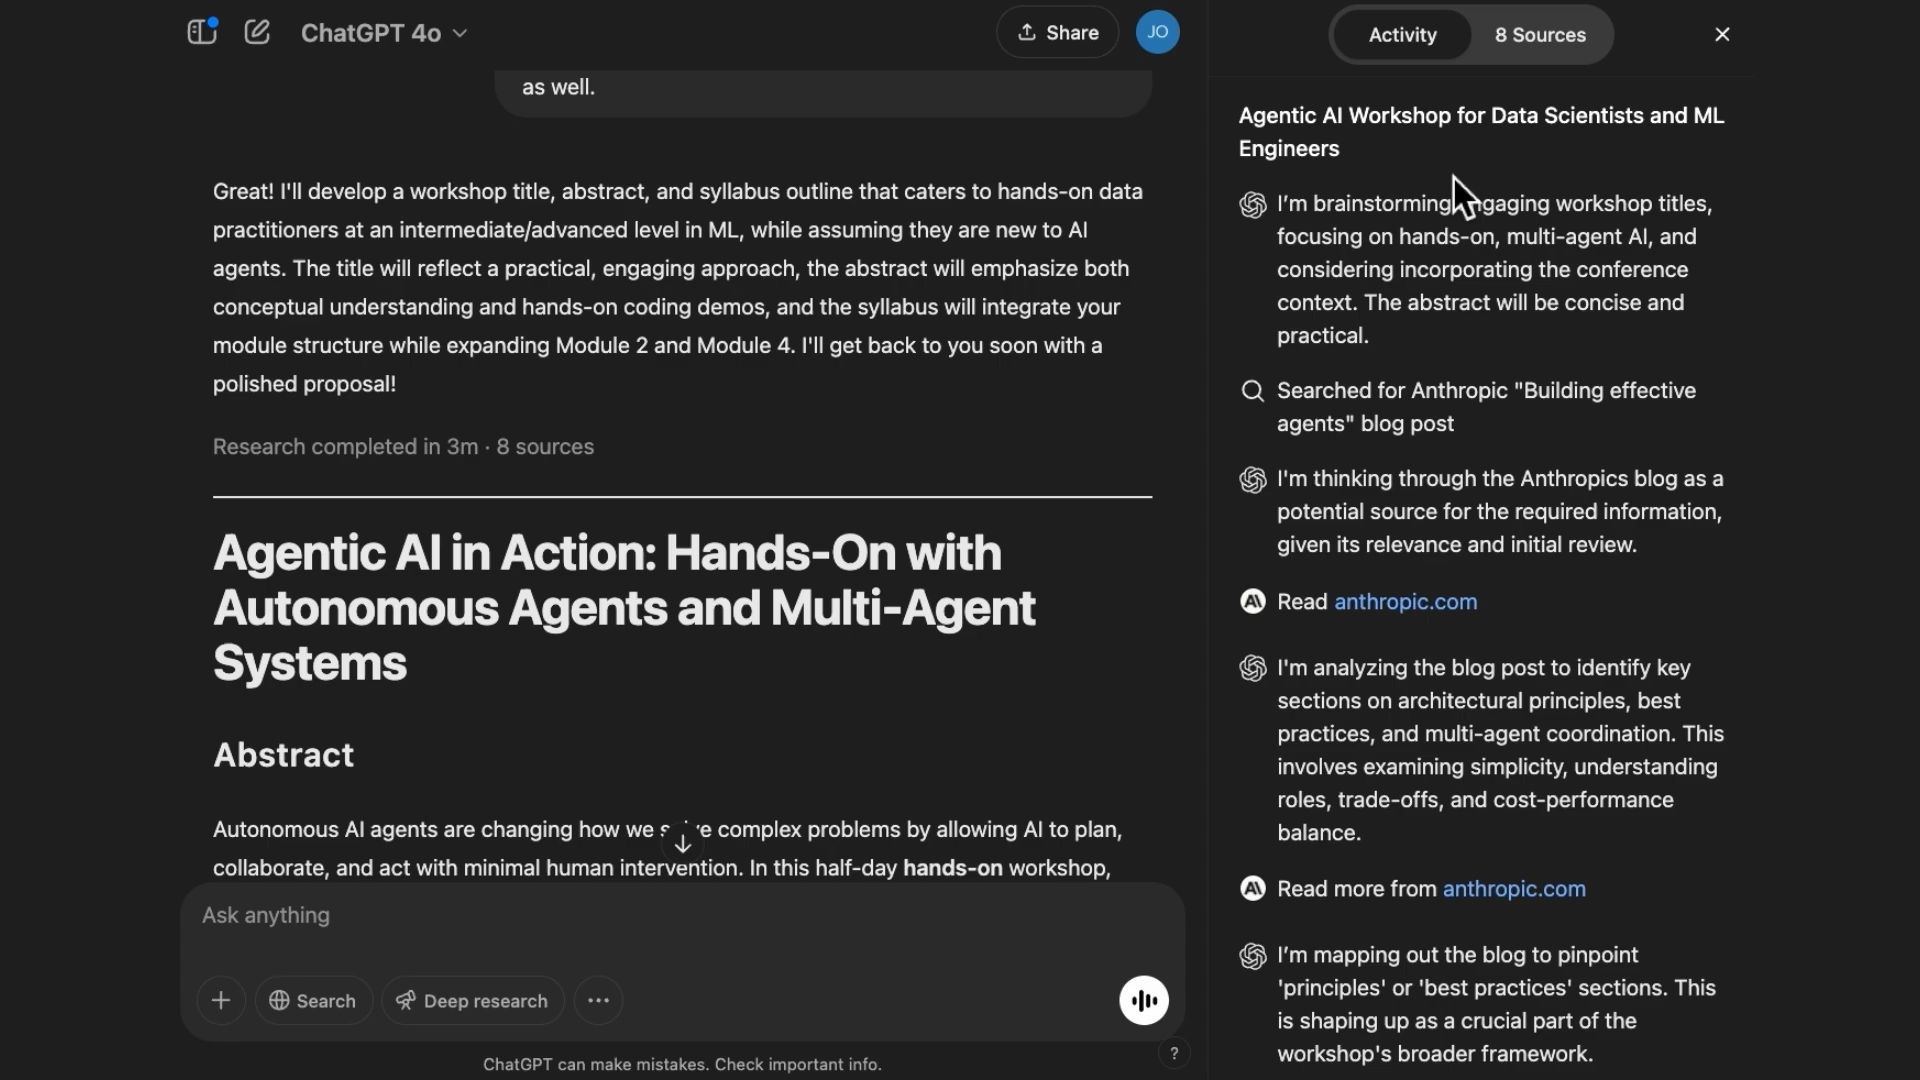 ChatGPT 4o
Share
JO
as well.
Great! I'll develop a workshop title, abstract, and syllabus outline that caters to hands-on data
practitioners at an intermediate/advanced level in ML, while assuming they are new to AI
agents. The title will reflect a practical, engaging approach, the abstract will emphasize both
conceptual understanding and hands-on coding demos, and the syllabus will integrate your
module structure while expanding Module 2 and Module 4. I'll get back to you soon with a
polished proposal!
Research completed in 3m · 8 sources
Agentic AI in Action: Hands-On with
Autonomous Agents and Multi-Agent
Systems
Abstract
Autonomous AI agents are changing how we complex problems by allowing AI to plan,
collaborate, and act with minimal human intervention. In this half-day hands-on workshop,
Ask anything
Search
Deep research
ChatGPT can make mistakes. Check important info.
?
Activity
8 Sources
Agentic AI Workshop for Data Scientists and ML
Engineers
I'm brainstorming workshop titles,
focusing on hands-on, multi-agent AI, and
considering incorporating the conference
context. The abstract will be concise and
practical.
Searched for Anthropic "Building effective
agents" blog post
I'm thinking through the Anthropics blog as a
potential source for the required information,
given its relevance and initial review.
Read anthropic.com
I'm analyzing the blog post to identify key
sections on architectural principles, best
practices, and multi-agent coordination. This
involves examining simplicity, understanding
roles, trade-offs, and cost-performance
balance.
Read more from anthropic.com
I'm mapping out the blog to pinpoint
'principles' or 'best practices' sections. This
is shaping up as a crucial part of the
workshop's broader framework.